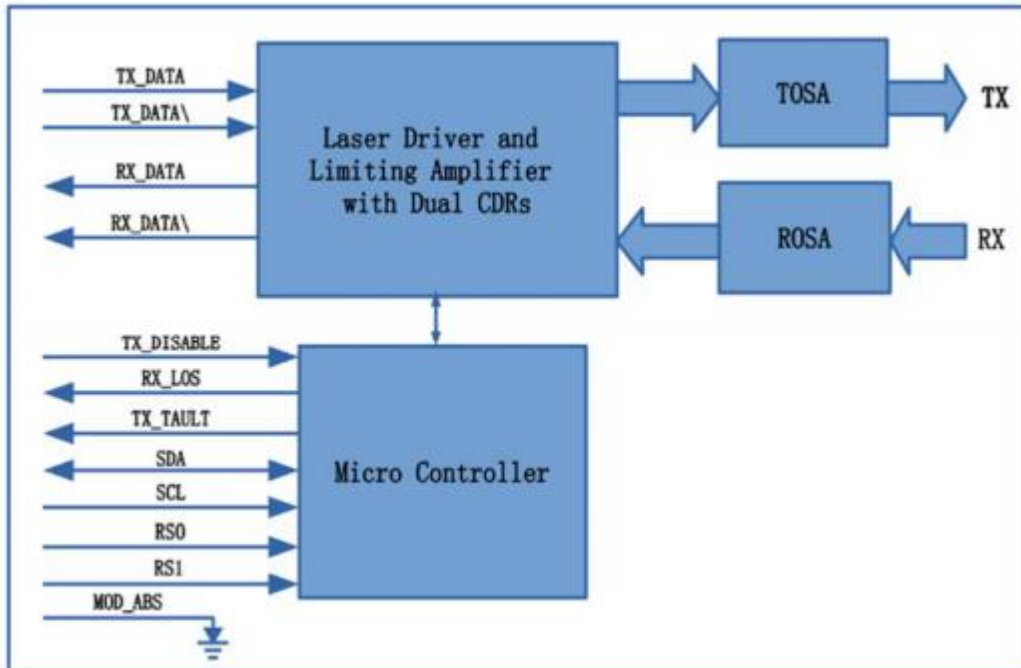 TX_DATA
TX_DATA\
RX_DATA
RX_DATA\
Laser Driver and
Limiting Amplifier
with Dual CDRs
TOSA
TX
ROSA
RX
TX_DISABLE
RX_LOS
TX_TAULT
SDA
SCL
RS0
RS1
MOD_ABS
Micro Controller